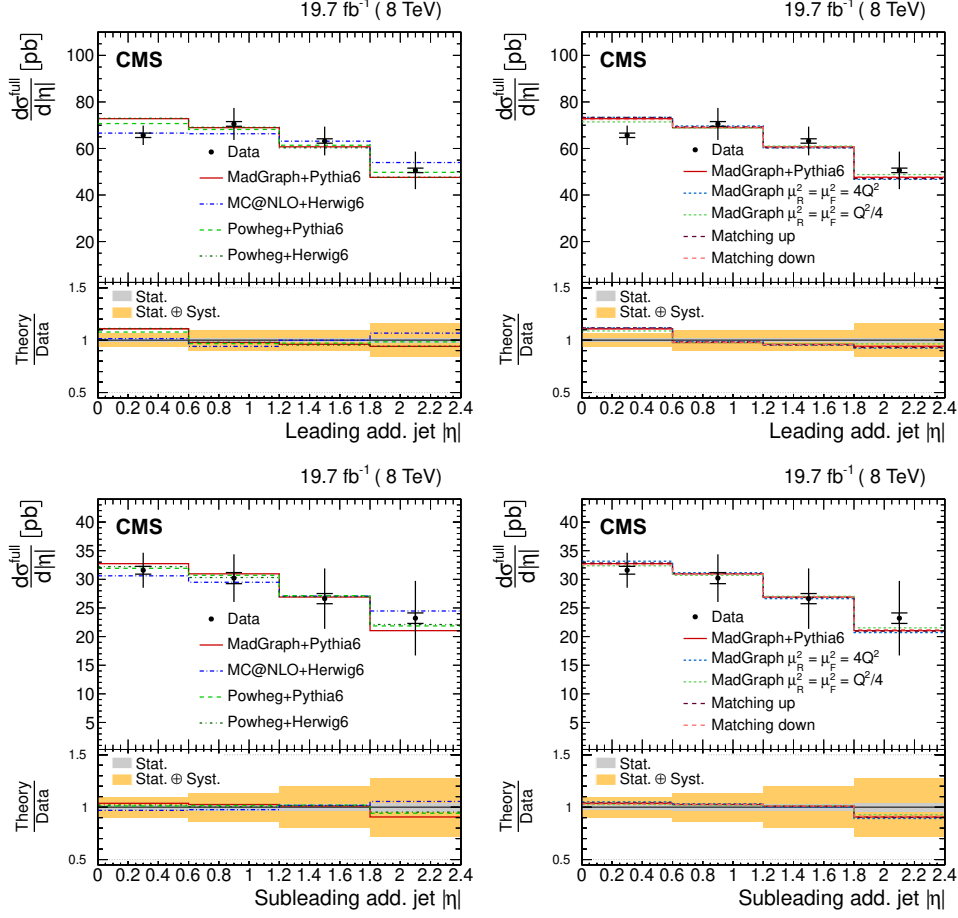 19.7 fb⁻¹ ( 8 TeV)
dσ^full/d|η| [pb]
CMS
100
80
60
40
20
Data
MadGraph+Pythia6
MC@NLO+Herwig6
Powheg+Pythia6
Powheg+Herwig6
Theory/Data
1.5
1
0.5
Stat.
Stat. ⊕ Syst.
0 0.2 0.4 0.6 0.8 1 1.2 1.4 1.6 1.8 2 2.2 2.4
Leading add. jet |η|
19.7 fb⁻¹ ( 8 TeV)
dσ^full/d|η| [pb]
CMS
100
80
60
40
20
Data
MadGraph+Pythia6
MadGraph μ_R² = μ_F² = 4Q²
MadGraph μ_R² = μ_F² = Q²/4
Matching up
Matching down
Theory/Data
1.5
1
0.5
Stat.
Stat. ⊕ Syst.
0 0.2 0.4 0.6 0.8 1 1.2 1.4 1.6 1.8 2 2.2 2.4
Leading add. jet |η|
19.7 fb⁻¹ ( 8 TeV)
dσ^full/d|η| [pb]
CMS
40
35
30
25
20
15
10
5
Data
MadGraph+Pythia6
MC@NLO+Herwig6
Powheg+Pythia6
Powheg+Herwig6
Theory/Data
1.5
1
0.5
Stat.
Stat. ⊕ Syst.
0 0.2 0.4 0.6 0.8 1 1.2 1.4 1.6 1.8 2 2.2 2.4
Subleading add. jet |η|
19.7 fb⁻¹ ( 8 TeV)
dσ^full/d|η| [pb]
CMS
40
35
30
25
20
15
10
5
Data
MadGraph+Pythia6
MadGraph μ_R² = μ_F² = 4Q²
MadGraph μ_R² = μ_F² = Q²/4
Matching up
Matching down
Theory/Data
1.5
1
0.5
Stat.
Stat. ⊕ Syst.
0 0.2 0.4 0.6 0.8 1 1.2 1.4 1.6 1.8 2 2.2 2.4
Subleading add. jet |η|